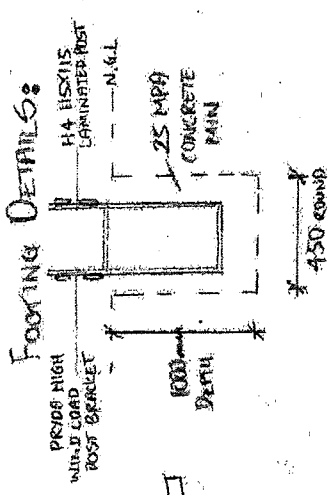 FOOTING DETAILS:
PRYDA HIGH
WIND LOAD
POST BRACKET
H4 115X115
LAMINATED POST
N.G.L
25 MPA
CONCRETE
MIN
1000mm
DEPTH
450 ROUND